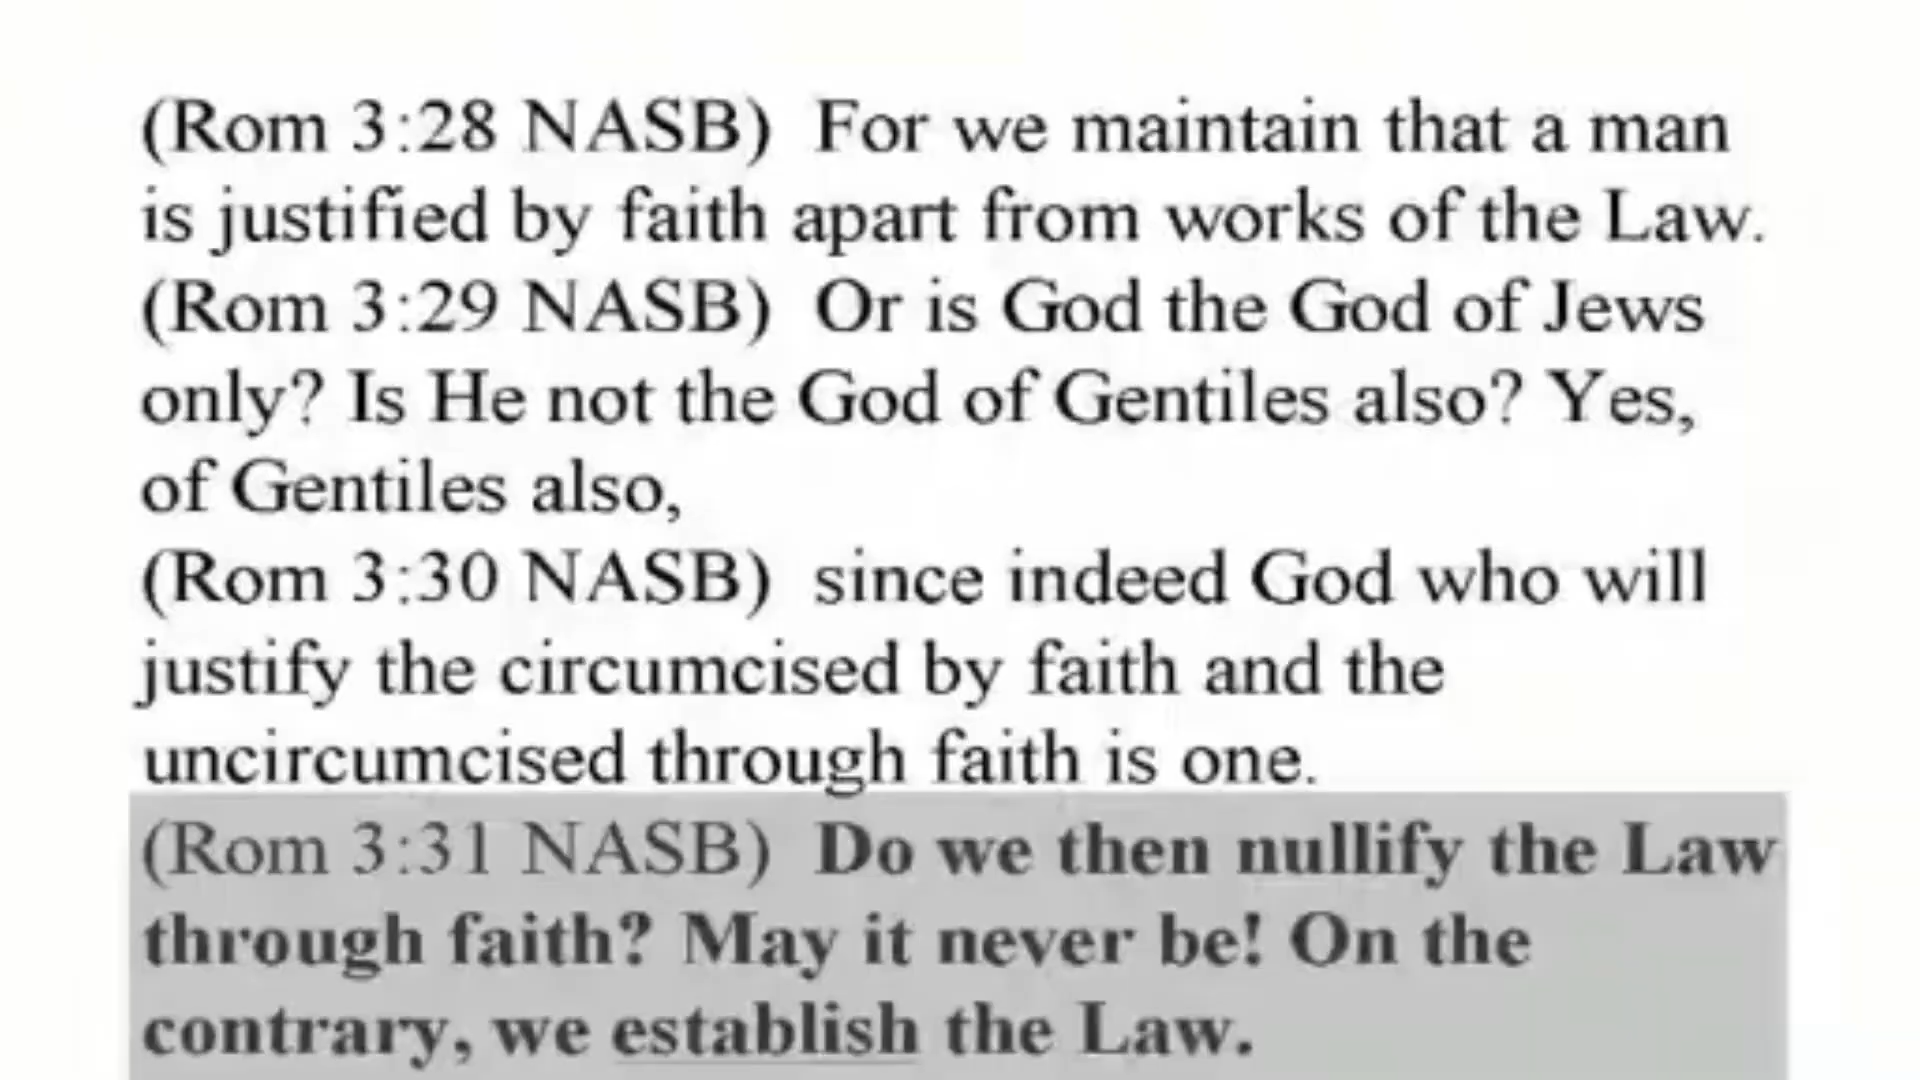 (Rom 3:28 NASB) For we maintain that a man
is justified by faith apart from works of the Law.
(Rom 3:29 NASB) Or is God the God of Jews
only? Is He not the God of Gentiles also? Yes,
of Gentiles also,
(Rom 3:30 NASB) since indeed God who will
justify the circumcised by faith and the
uncircumcised through faith is one.
(Rom 3:31 NASB) Do we then nullify the Law
through faith? May it never be! On the
contrary, we establish the Law.